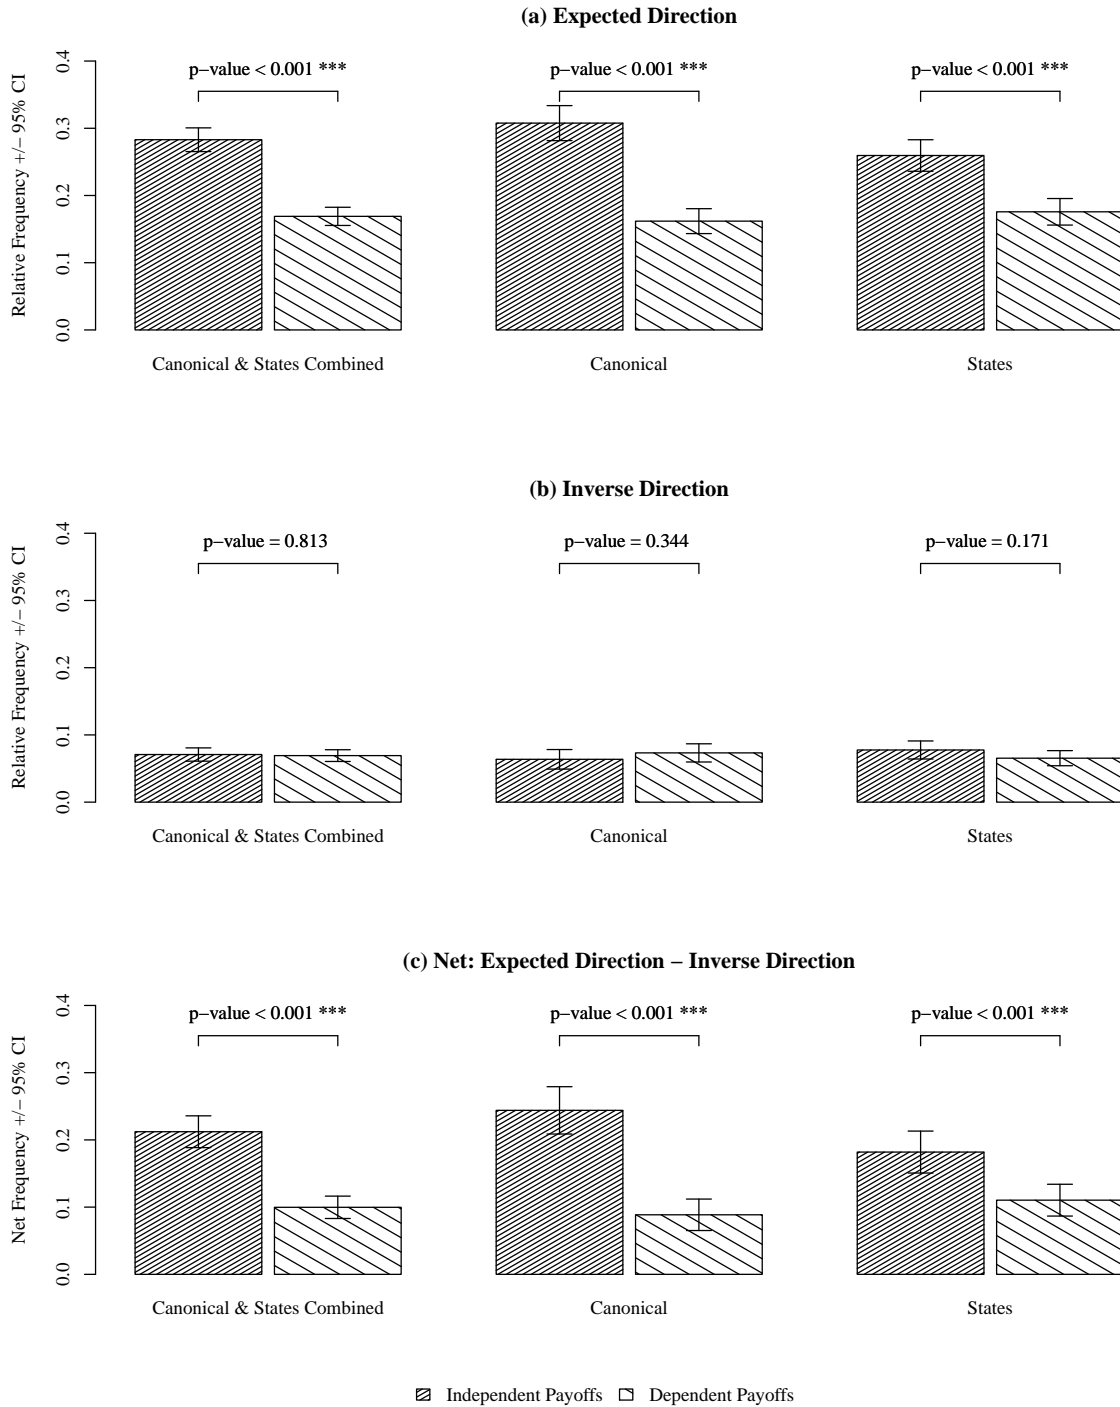 (a) Expected Direction
Relative Frequency +/− 95% CI
0.0 0.1 0.2 0.3 0.4
p−value < 0.001 ***
p−value < 0.001 ***
p−value < 0.001 ***
Canonical & States Combined
Canonical
States
(b) Inverse Direction
Relative Frequency +/− 95% CI
0.0 0.1 0.2 0.3 0.4
p−value = 0.813
p−value = 0.344
p−value = 0.171
Canonical & States Combined
Canonical
States
(c) Net: Expected Direction − Inverse Direction
Net Frequency +/− 95% CI
0.0 0.1 0.2 0.3 0.4
p−value < 0.001 ***
p−value < 0.001 ***
p−value < 0.001 ***
Canonical & States Combined
Canonical
States
Independent Payoffs
Dependent Payoffs